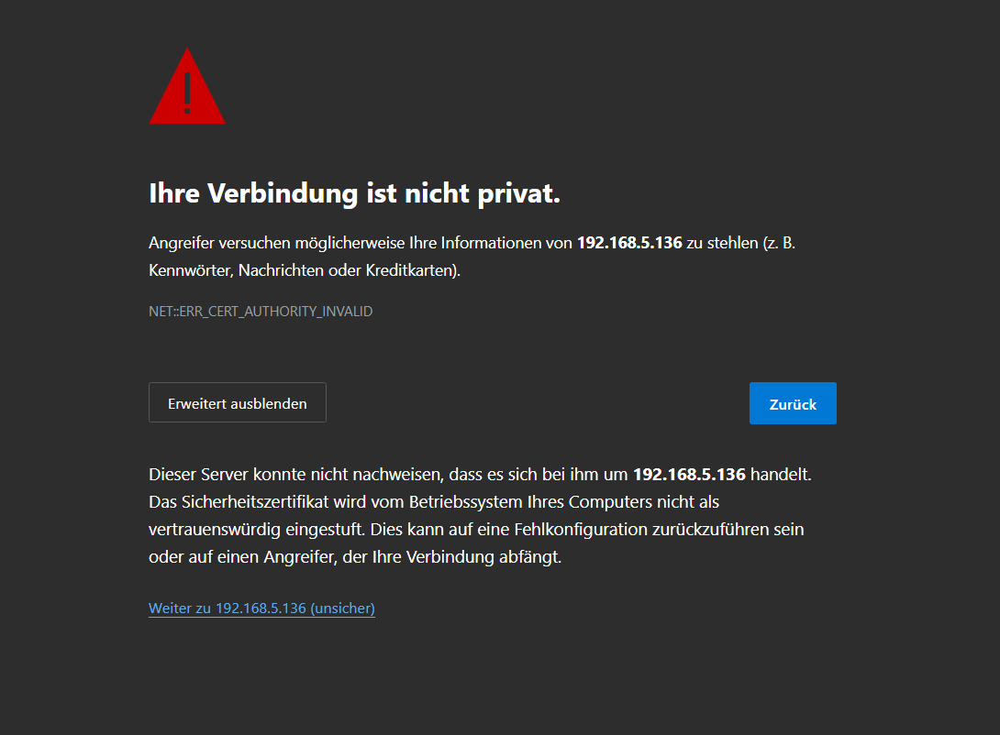 Ihre Verbindung ist nicht privat.
Angreifer versuchen möglicherweise Ihre Informationen von 192.168.5.136 zu stehlen (z. B.
Kennwörter, Nachrichten oder Kreditkarten).
NET::ERR_CERT_AUTHORITY_INVALID
Erweitert ausblenden
Zurück
Dieser Server konnte nicht nachweisen, dass es sich bei ihm um 192.168.5.136 handelt.
Das Sicherheitszertifikat wird vom Betriebssystem Ihres Computers nicht als
vertrauenswürdig eingestuft. Dies kann auf eine Fehlkonfiguration zurückzuführen sein
oder auf einen Angreifer, der Ihre Verbindung abfängt.
Weiter zu 192.168.5.136 (unsicher)